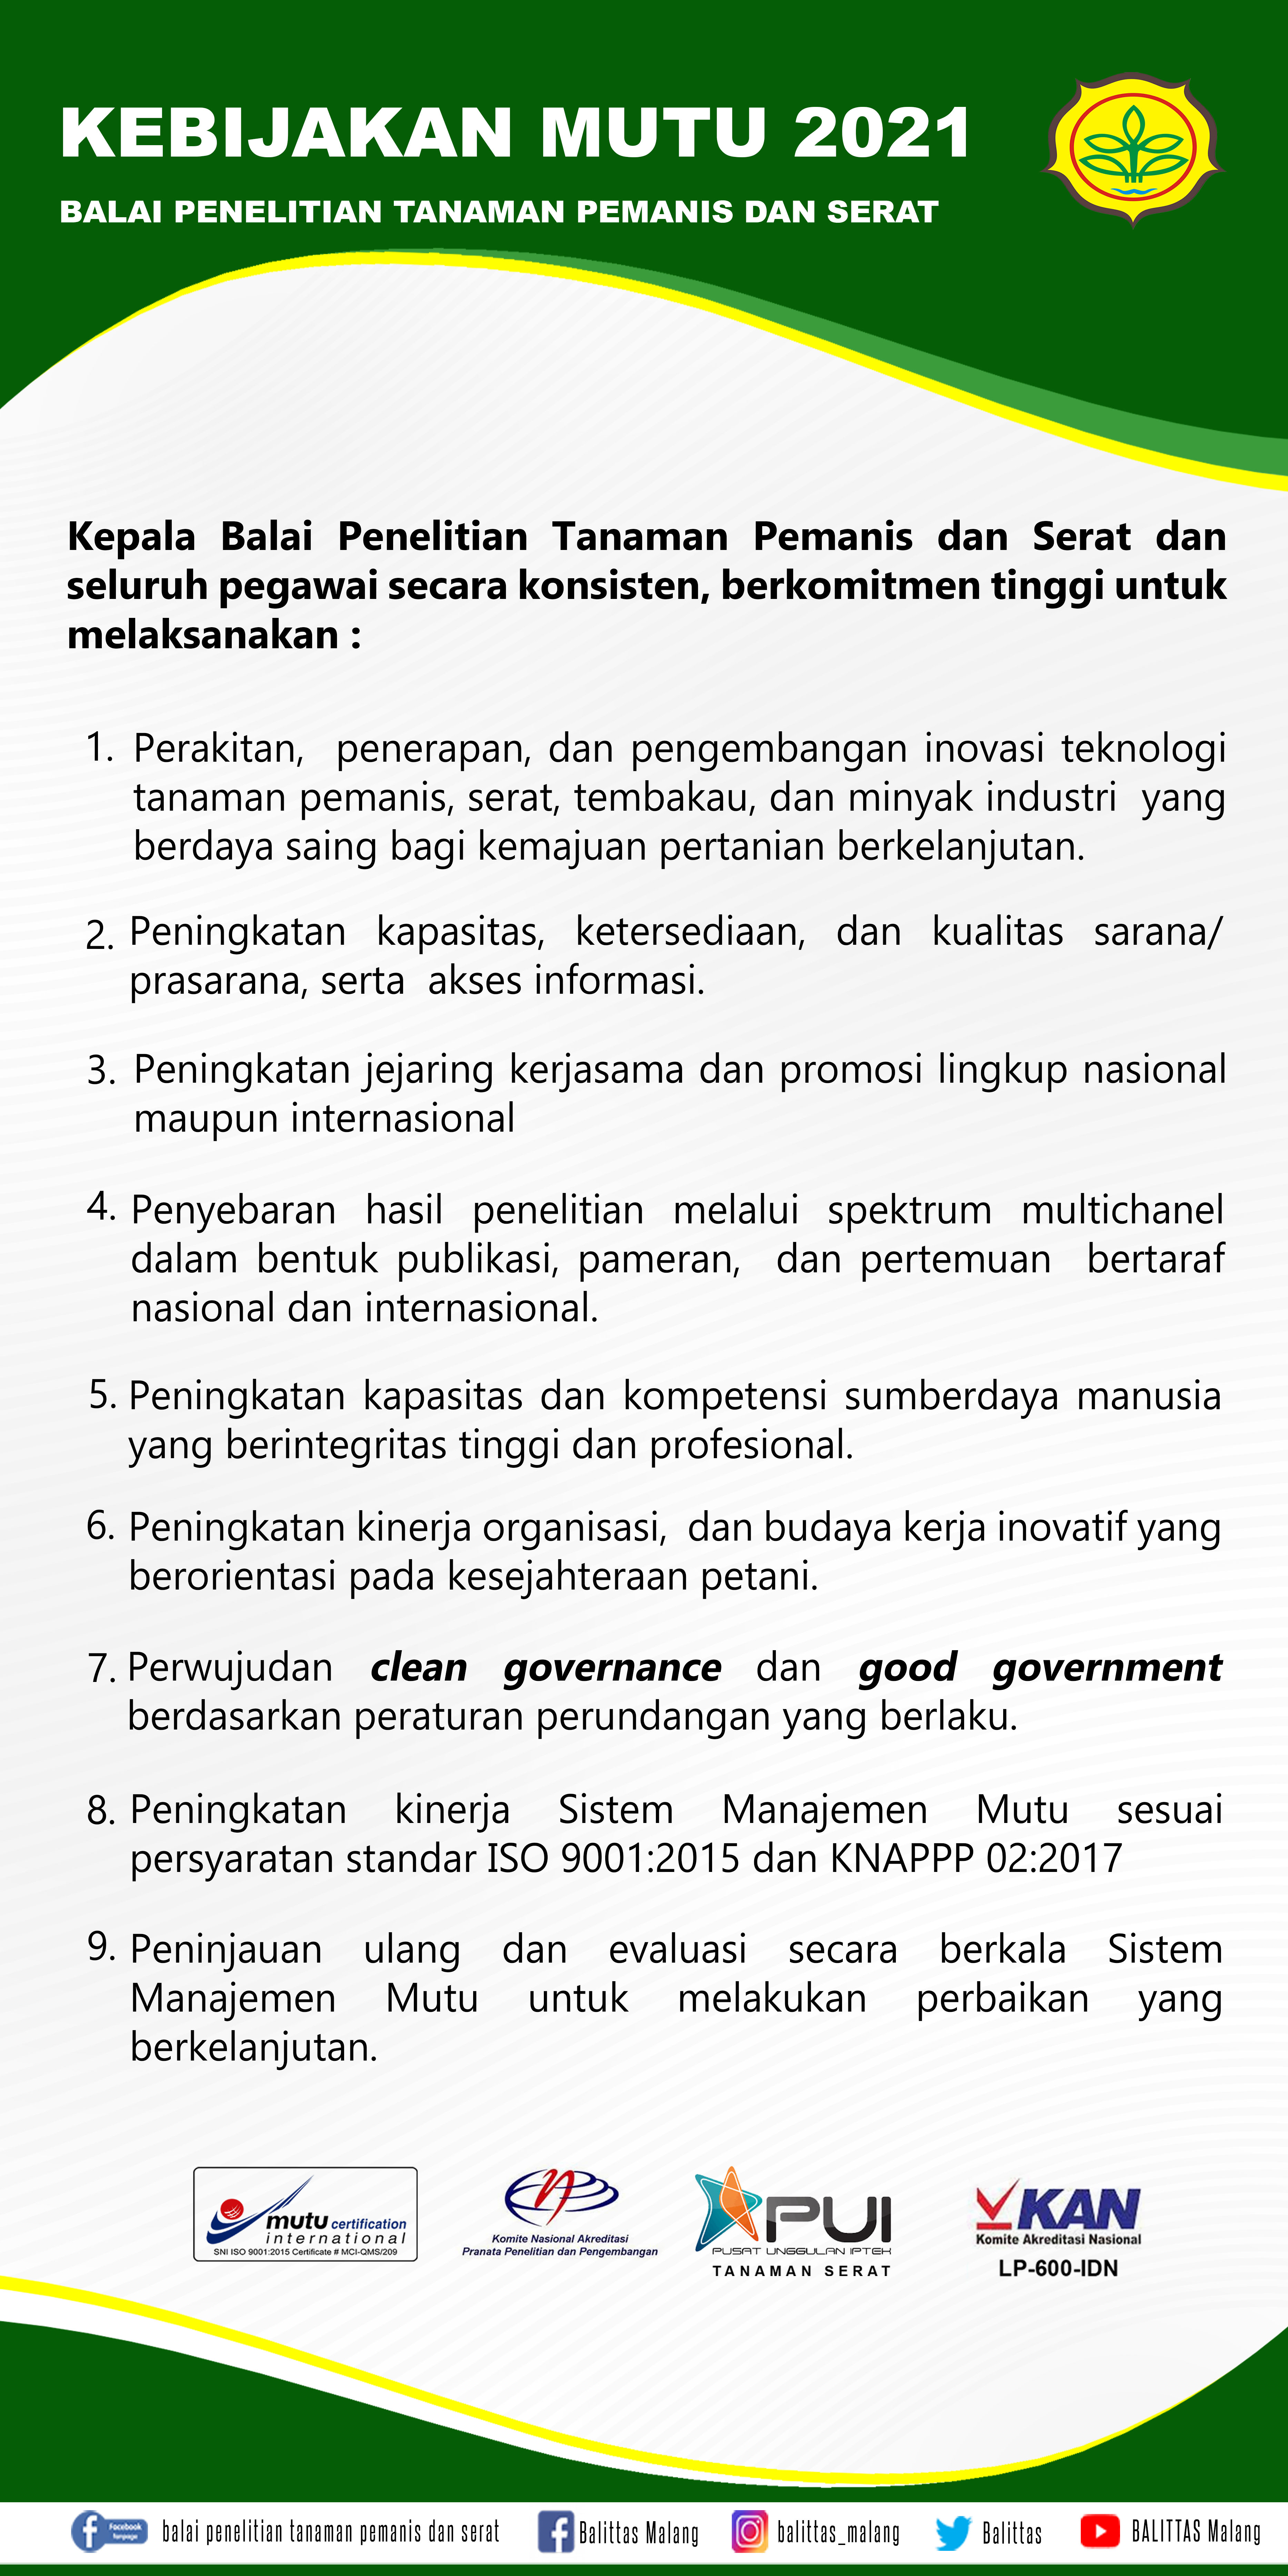 KEBIJAKAN MUTU 2021
BALAI PENELITIAN TANAMAN PEMANIS DAN SERAT
Kepala Balai Penelitian Tanaman Pemanis dan Serat dan
seluruh pegawai secara konsisten, berkomitmen tinggi untuk
melaksanakan :
1. Perakitan, penerapan, dan pengembangan inovasi teknologi
tanaman pemanis, serat, tembakau, dan minyak industri yang
berdaya saing bagi kemajuan pertanian berkelanjutan.
2. Peningkatan kapasitas, ketersediaan, dan kualitas sarana/
prasarana, serta akses informasi.
3. Peningkatan jejaring kerjasama dan promosi lingkup nasional
maupun internasional
4. Penyebaran hasil penelitian melalui spektrum multichanel
dalam bentuk publikasi, pameran, dan pertemuan bertaraf
nasional dan internasional.
5. Peningkatan kapasitas dan kompetensi sumberdaya manusia
yang berintegritas tinggi dan profesional.
6. Peningkatan kinerja organisasi, dan budaya kerja inovatif yang
berorientasi pada kesejahteraan petani.
7. Perwujudan clean governance dan good government
berdasarkan peraturan perundangan yang berlaku.
8. Peningkatan kinerja Sistem Manajemen Mutu sesuai
persyaratan standar ISO 9001:2015 dan KNAPPP 02:2017
9. Peninjauan ulang dan evaluasi secara berkala Sistem
Manajemen Mutu untuk melakukan perbaikan yang
berkelanjutan.
mutu certification
international
SNI ISO 9001:2015 Certificate # MCI-QMS/209
Komite Nasional Akreditasi
Pranata Penelitian dan Pengembangan
PUI
PUSAT UNGGULAN IPTEK
TANAMAN SERAT
KAN
Komite Akreditasi Nasional
LP-600-IDN
Facebook
fanpage
balai penelitian tanaman pemanis dan serat
Balittas Malang
balittas_malang
Balittas
BALITTAS Malang